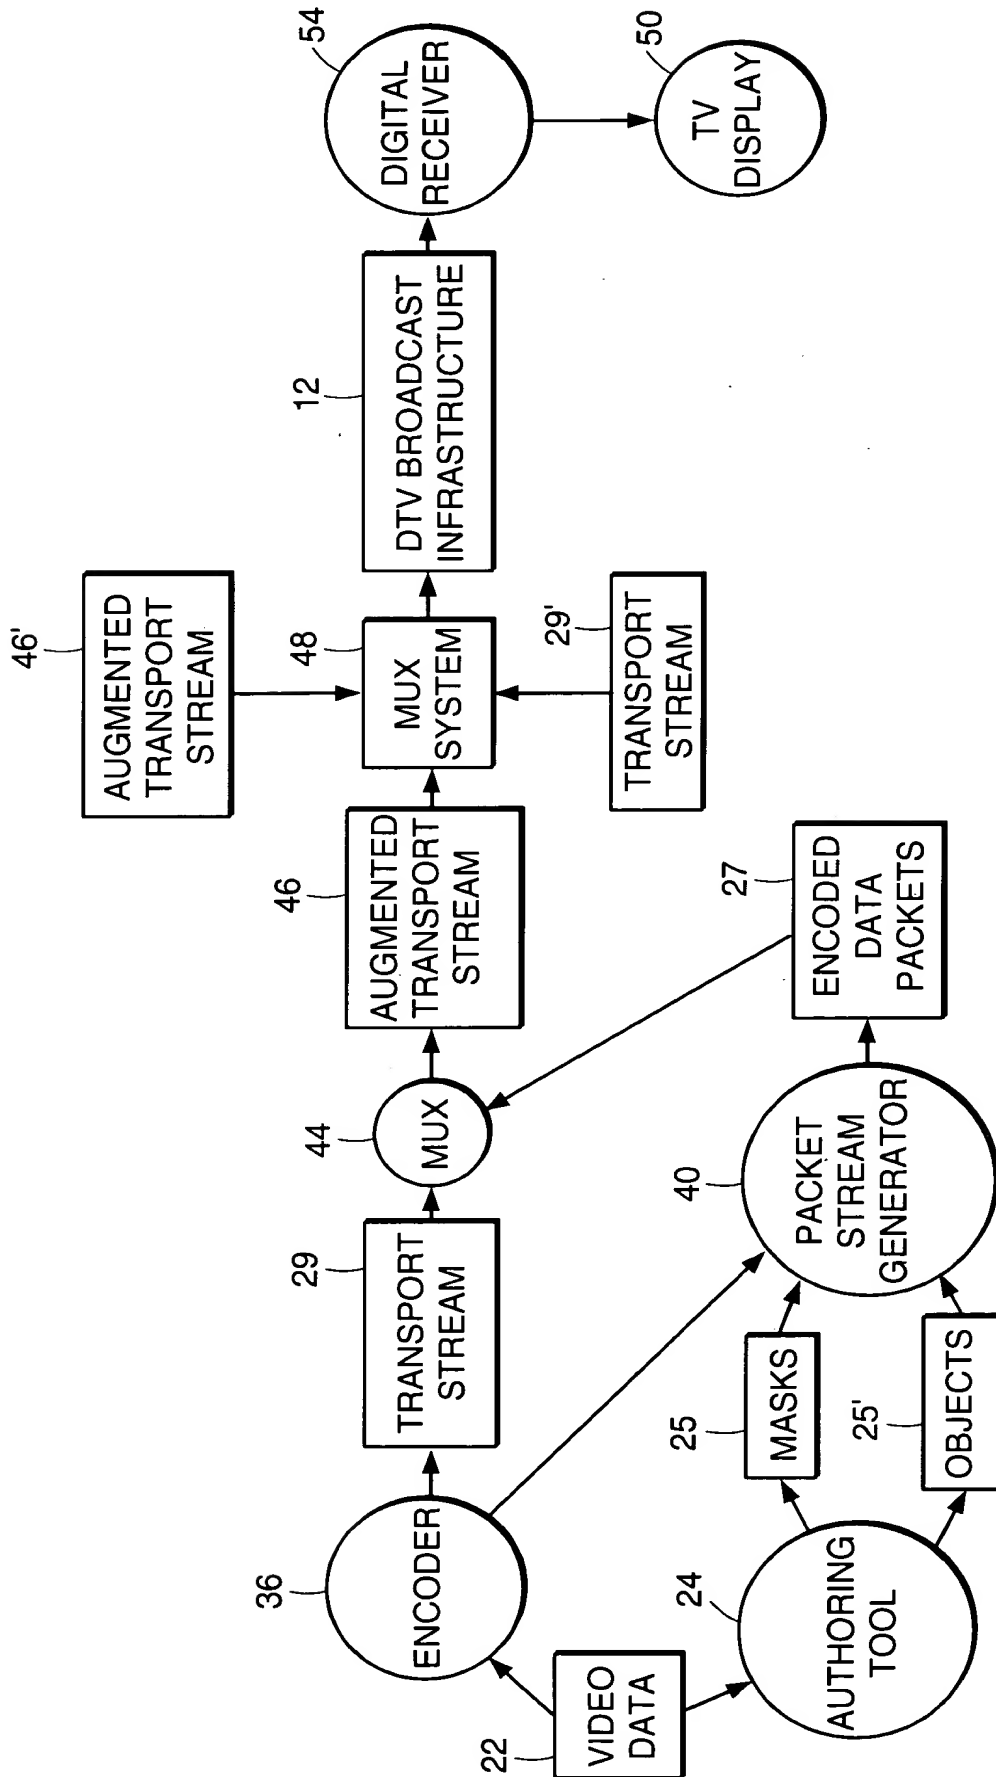 22
VIDEO
DATA
36
ENCODER
24
AUTHORING
TOOL
29
TRANSPORT
STREAM
25
MASKS
25'
OBJECTS
44
MUX
40
PACKET
STREAM
GENERATOR
46
AUGMENTED
TRANSPORT
STREAM
27
ENCODED
DATA
PACKETS
46'
AUGMENTED
TRANSPORT
STREAM
48
MUX
SYSTEM
29'
TRANSPORT
STREAM
12
DTV BROADCAST
INFRASTRUCTURE
54
DIGITAL
RECEIVER
50
TV
DISPLAY